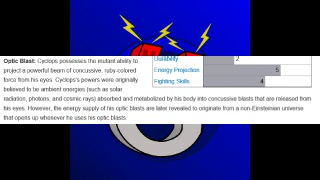 Durability 2
Optic Blast: Cyclops possesses the mutant ability to
project a powerful beam of concussive, ruby-colored
force from his eyes. Cyclops's powers were originally
believed to be ambient energies (such as solar
Energy Projection 5
Fighting Skills 4
radiation, photons, and cosmic rays) absorbed and metabolized by his body into concussive blasts that are released from
his eyes. However, the energy supply of his optic blasts are later revealed to originate from a non-Einsteinian universe
that opens up whenever he uses his optic blasts.